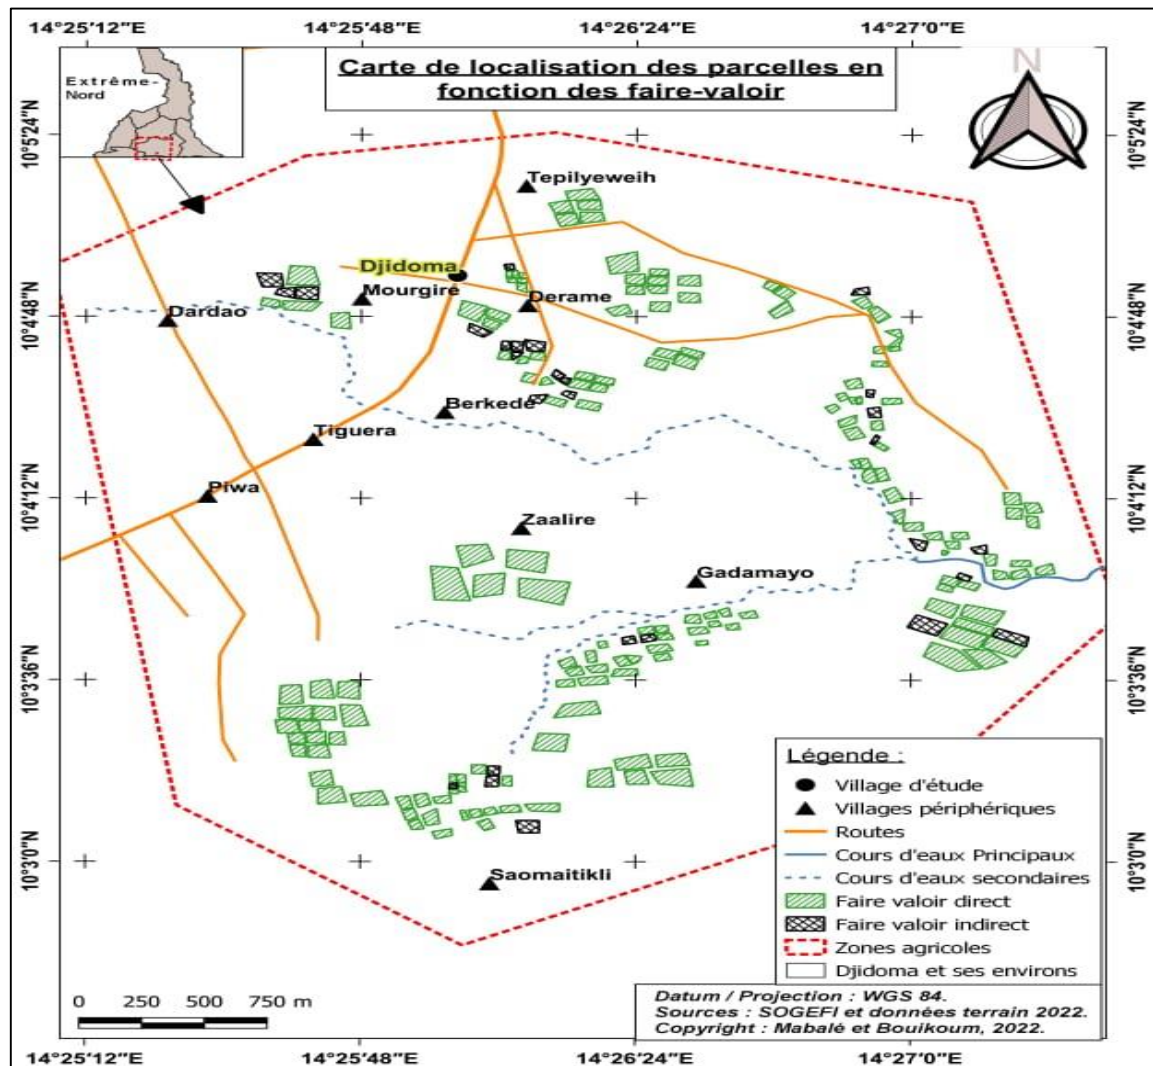 14°25′12″E 14°25′48″E 14°26′24″E 14°27′0″E
Extrême-
Nord
Carte de localisation des parcelles en
fonction des faire-valoir
N
10°5′24″N 10°5′24″N
Tepilyeweih
Djidoma
Mourgiré
Derame
10°4′48″N 10°4′48″N
Dardao
Berkedé
Tiguera
Piwa
10°4′12″N 10°4′12″N
Zaalire
Gadamayo
10°3′36″N 10°3′36″N
Légende :
Village d'étude
Villages périphériques
Routes
Cours d'eaux Principaux
Cours d'eaux secondaires
Faire valoir direct
Faire valoir indirect
Zones agricoles
Djidoma et ses environs
10°3′0″N 10°3′0″N
Saomaitikli
0 250 500 750 m
Datum / Projection : WGS 84.
Sources : SOGEFI et données terrain 2022.
Copyright : Mabalé et Bouikoum, 2022.
14°25′12″E 14°25′48″E 14°26′24″E 14°27′0″E